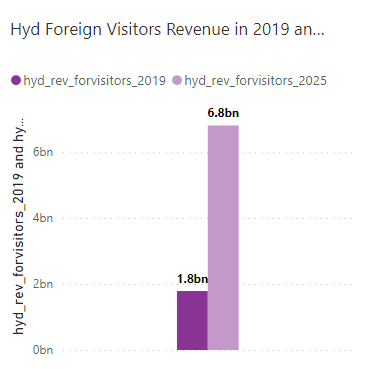 Hyd Foreign Visitors Revenue in 2019 an...
hyd_rev_forvisitors_2019 hyd_rev_forvisitors_2025
hyd_rev_forvisitors_2019 and hy...
6.8bn
6bn
4bn
2bn
1.8bn
0bn